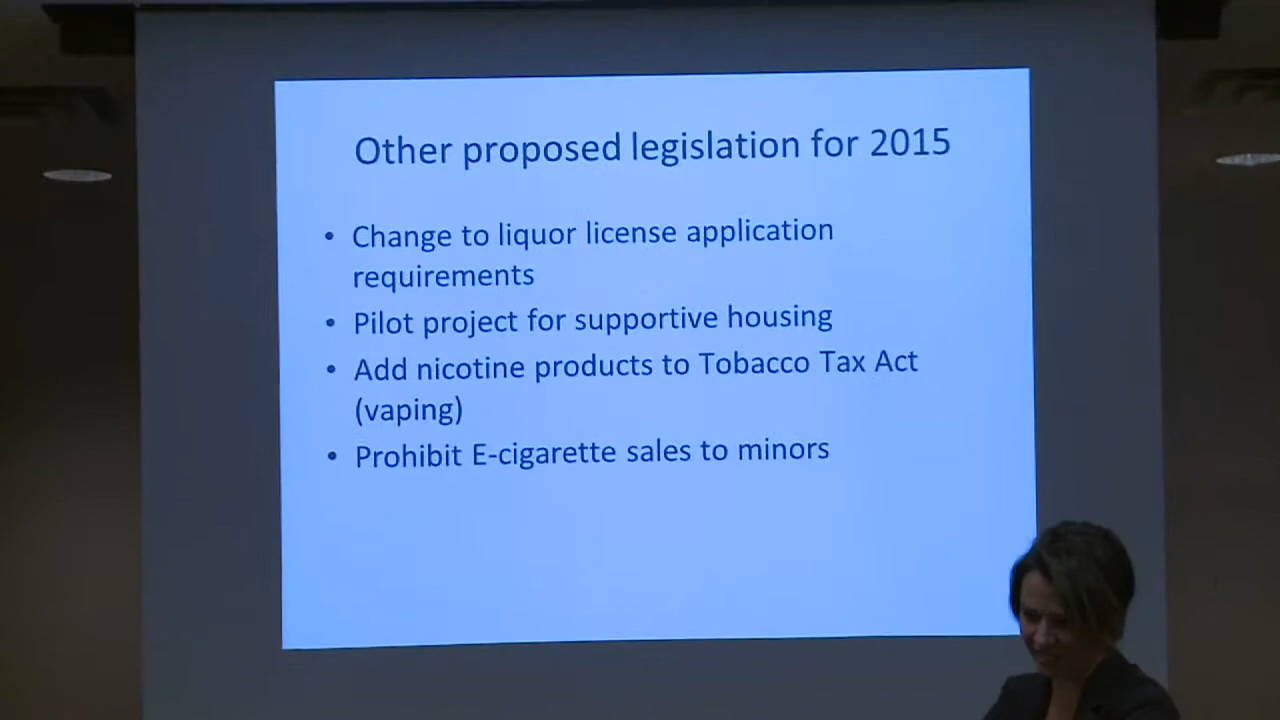 Other proposed legislation for 2015
• Change to liquor license application
requirements
• Pilot project for supportive housing
• Add nicotine products to Tobacco Tax Act
(vaping)
• Prohibit E-cigarette sales to minors